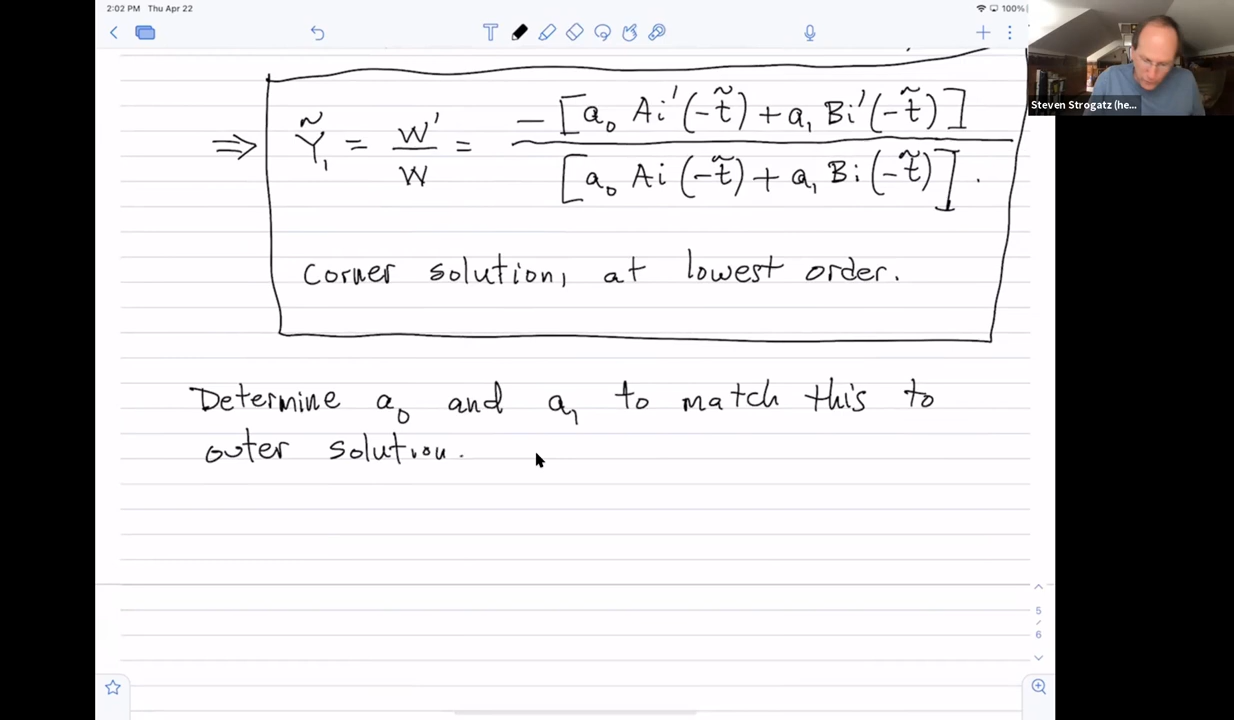 2:02 PM Thu Apr 22
100%
Steven Strogatz (he...
⇒ Ỹ₁ = w'/w = -[a₀ Ai'(-t̃) + a₁ Bi'(-t̃)] / [a₀ Ai(-t̃) + a₁ Bi(-t̃)].
Corner solution, at lowest order.
Determine a₀ and a₁ to match this to
outer solution.
5
/
6